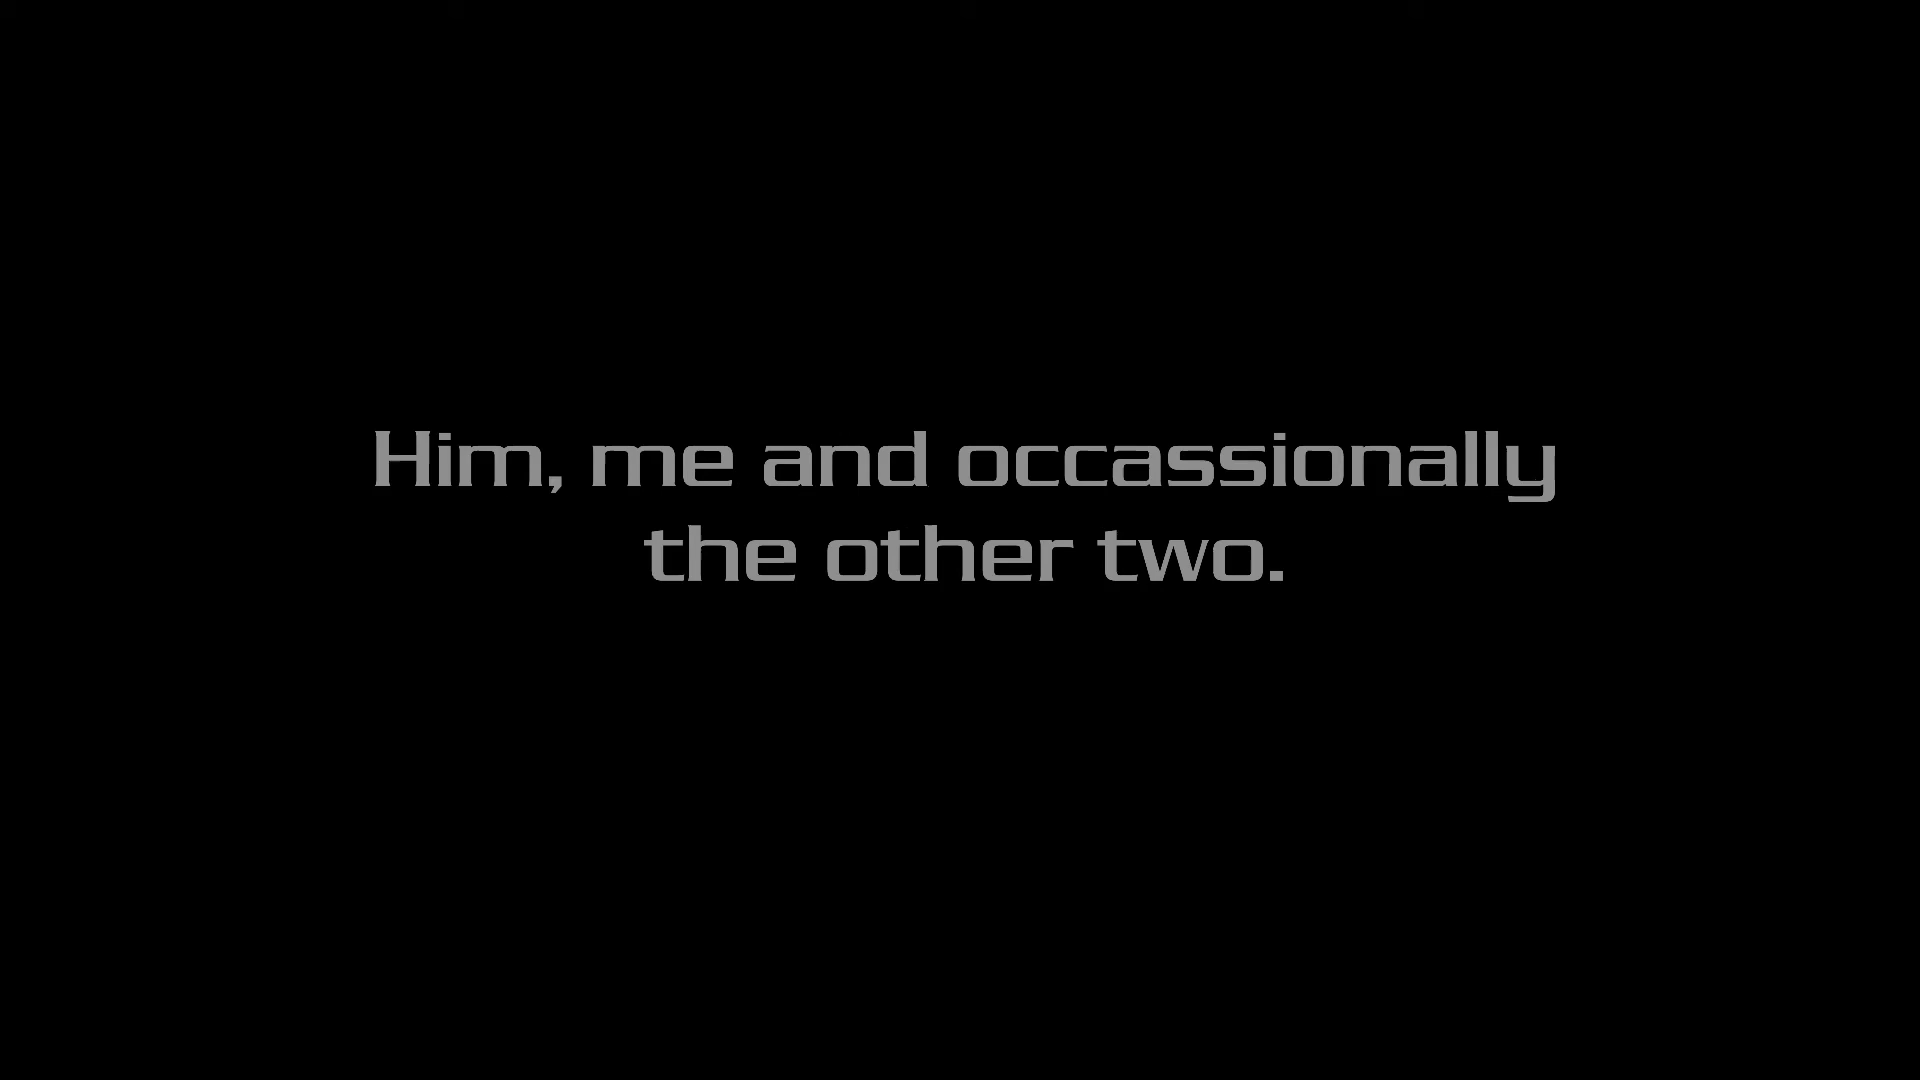 Him, me and occassionally
the other two.